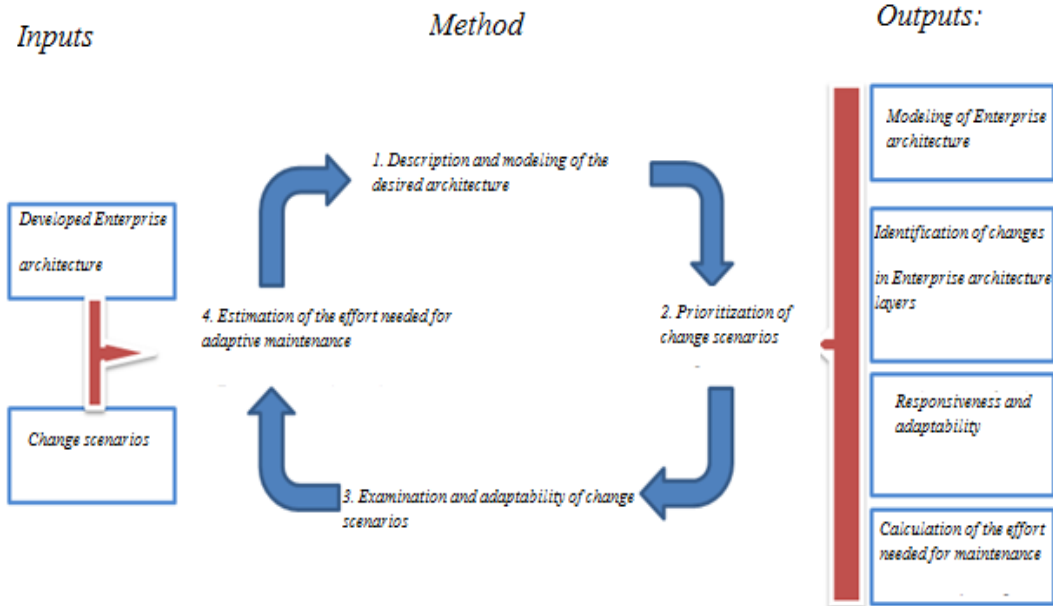 Inputs
Method
Outputs:
Developed Enterprise
architecture
Change scenarios
1. Description and modeling of the
desired architecture
2. Prioritization of
change scenarios
3. Examination and adaptability of change
scenarios
4. Estimation of the effort needed for
adaptive maintenance
Modeling of Enterprise
architecture
Identification of changes
in Enterprise architecture
layers
Responsiveness and
adaptability
Calculation of the effort
needed for maintenance